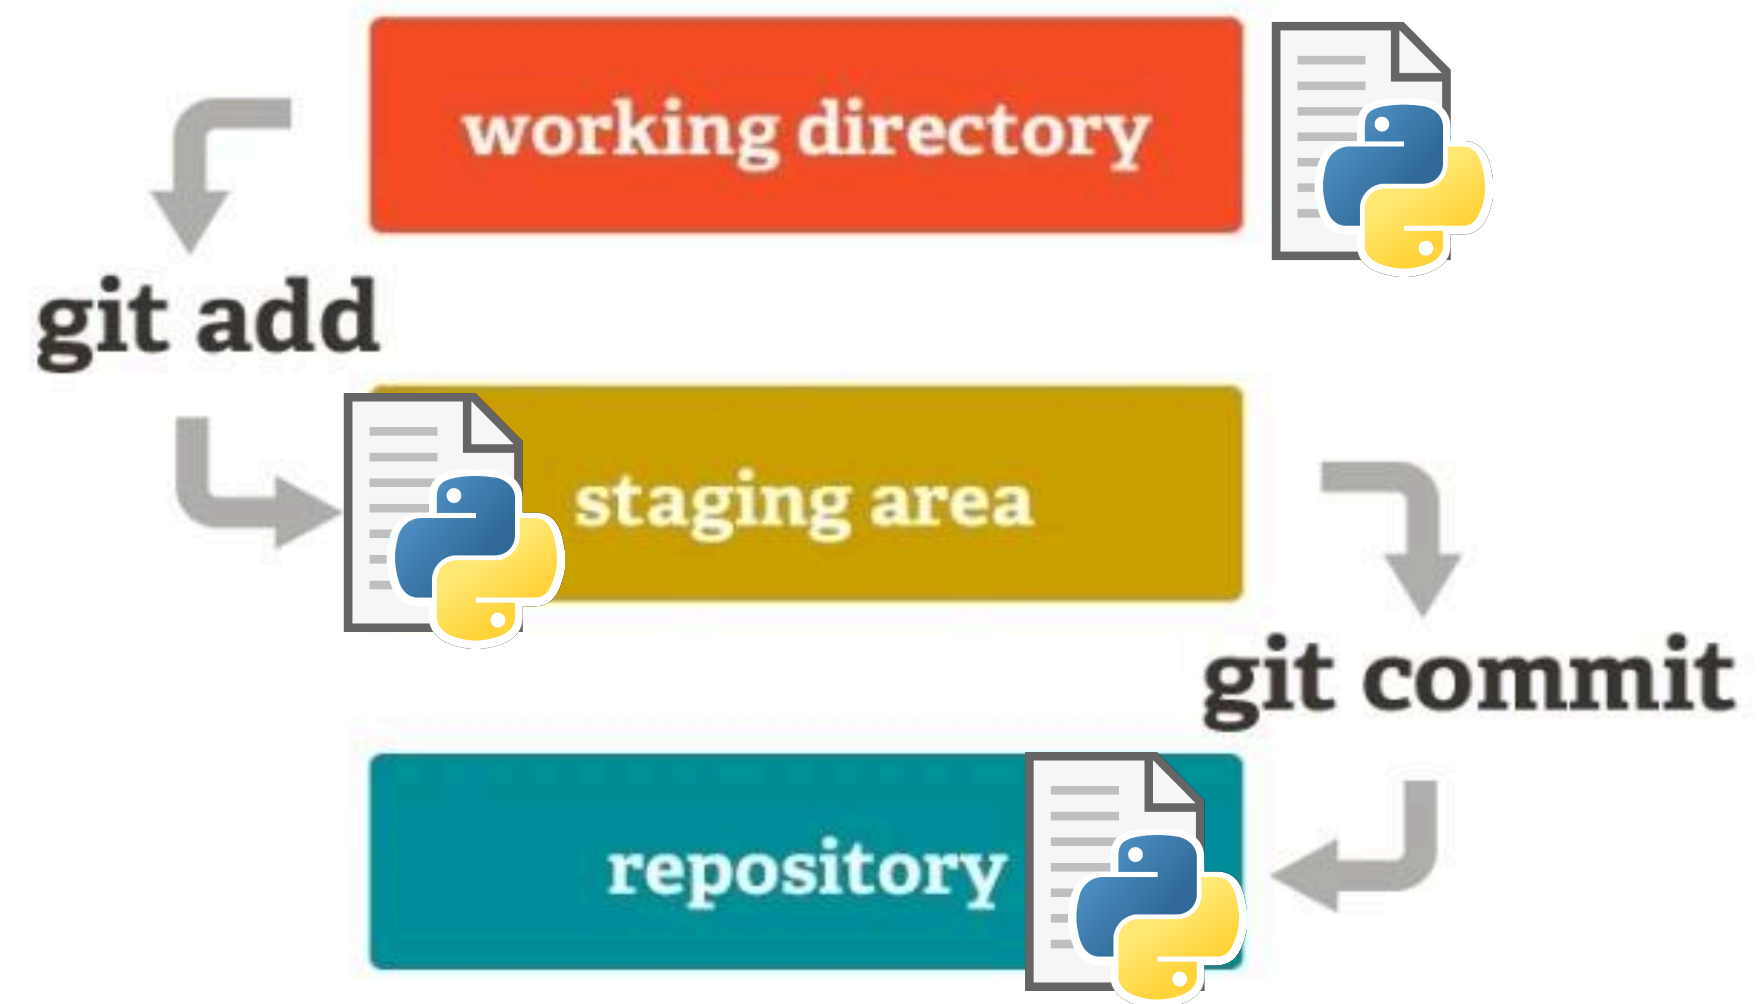 working directory
git add
staging area
git commit
repository